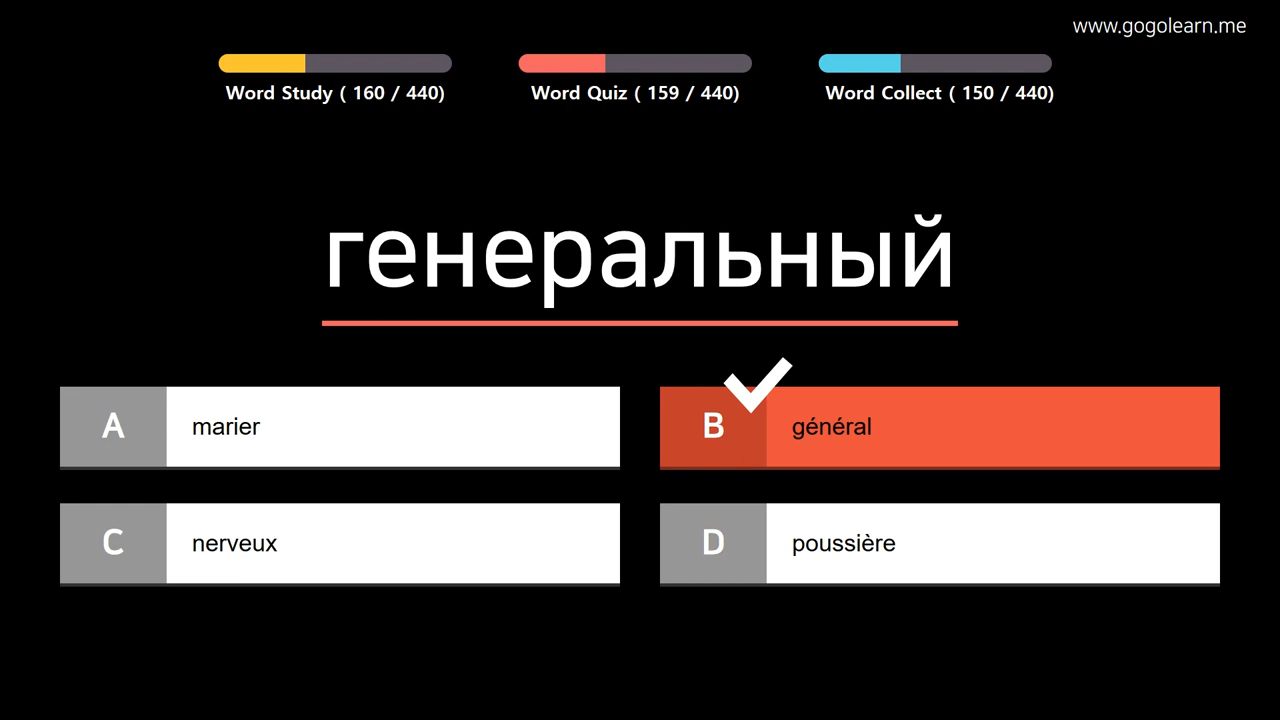 www.gogolearn.me
Word Study ( 160 / 440)
Word Quiz ( 159 / 440)
Word Collect ( 150 / 440)
генеральный
A marier
B général
C nerveux
D poussière